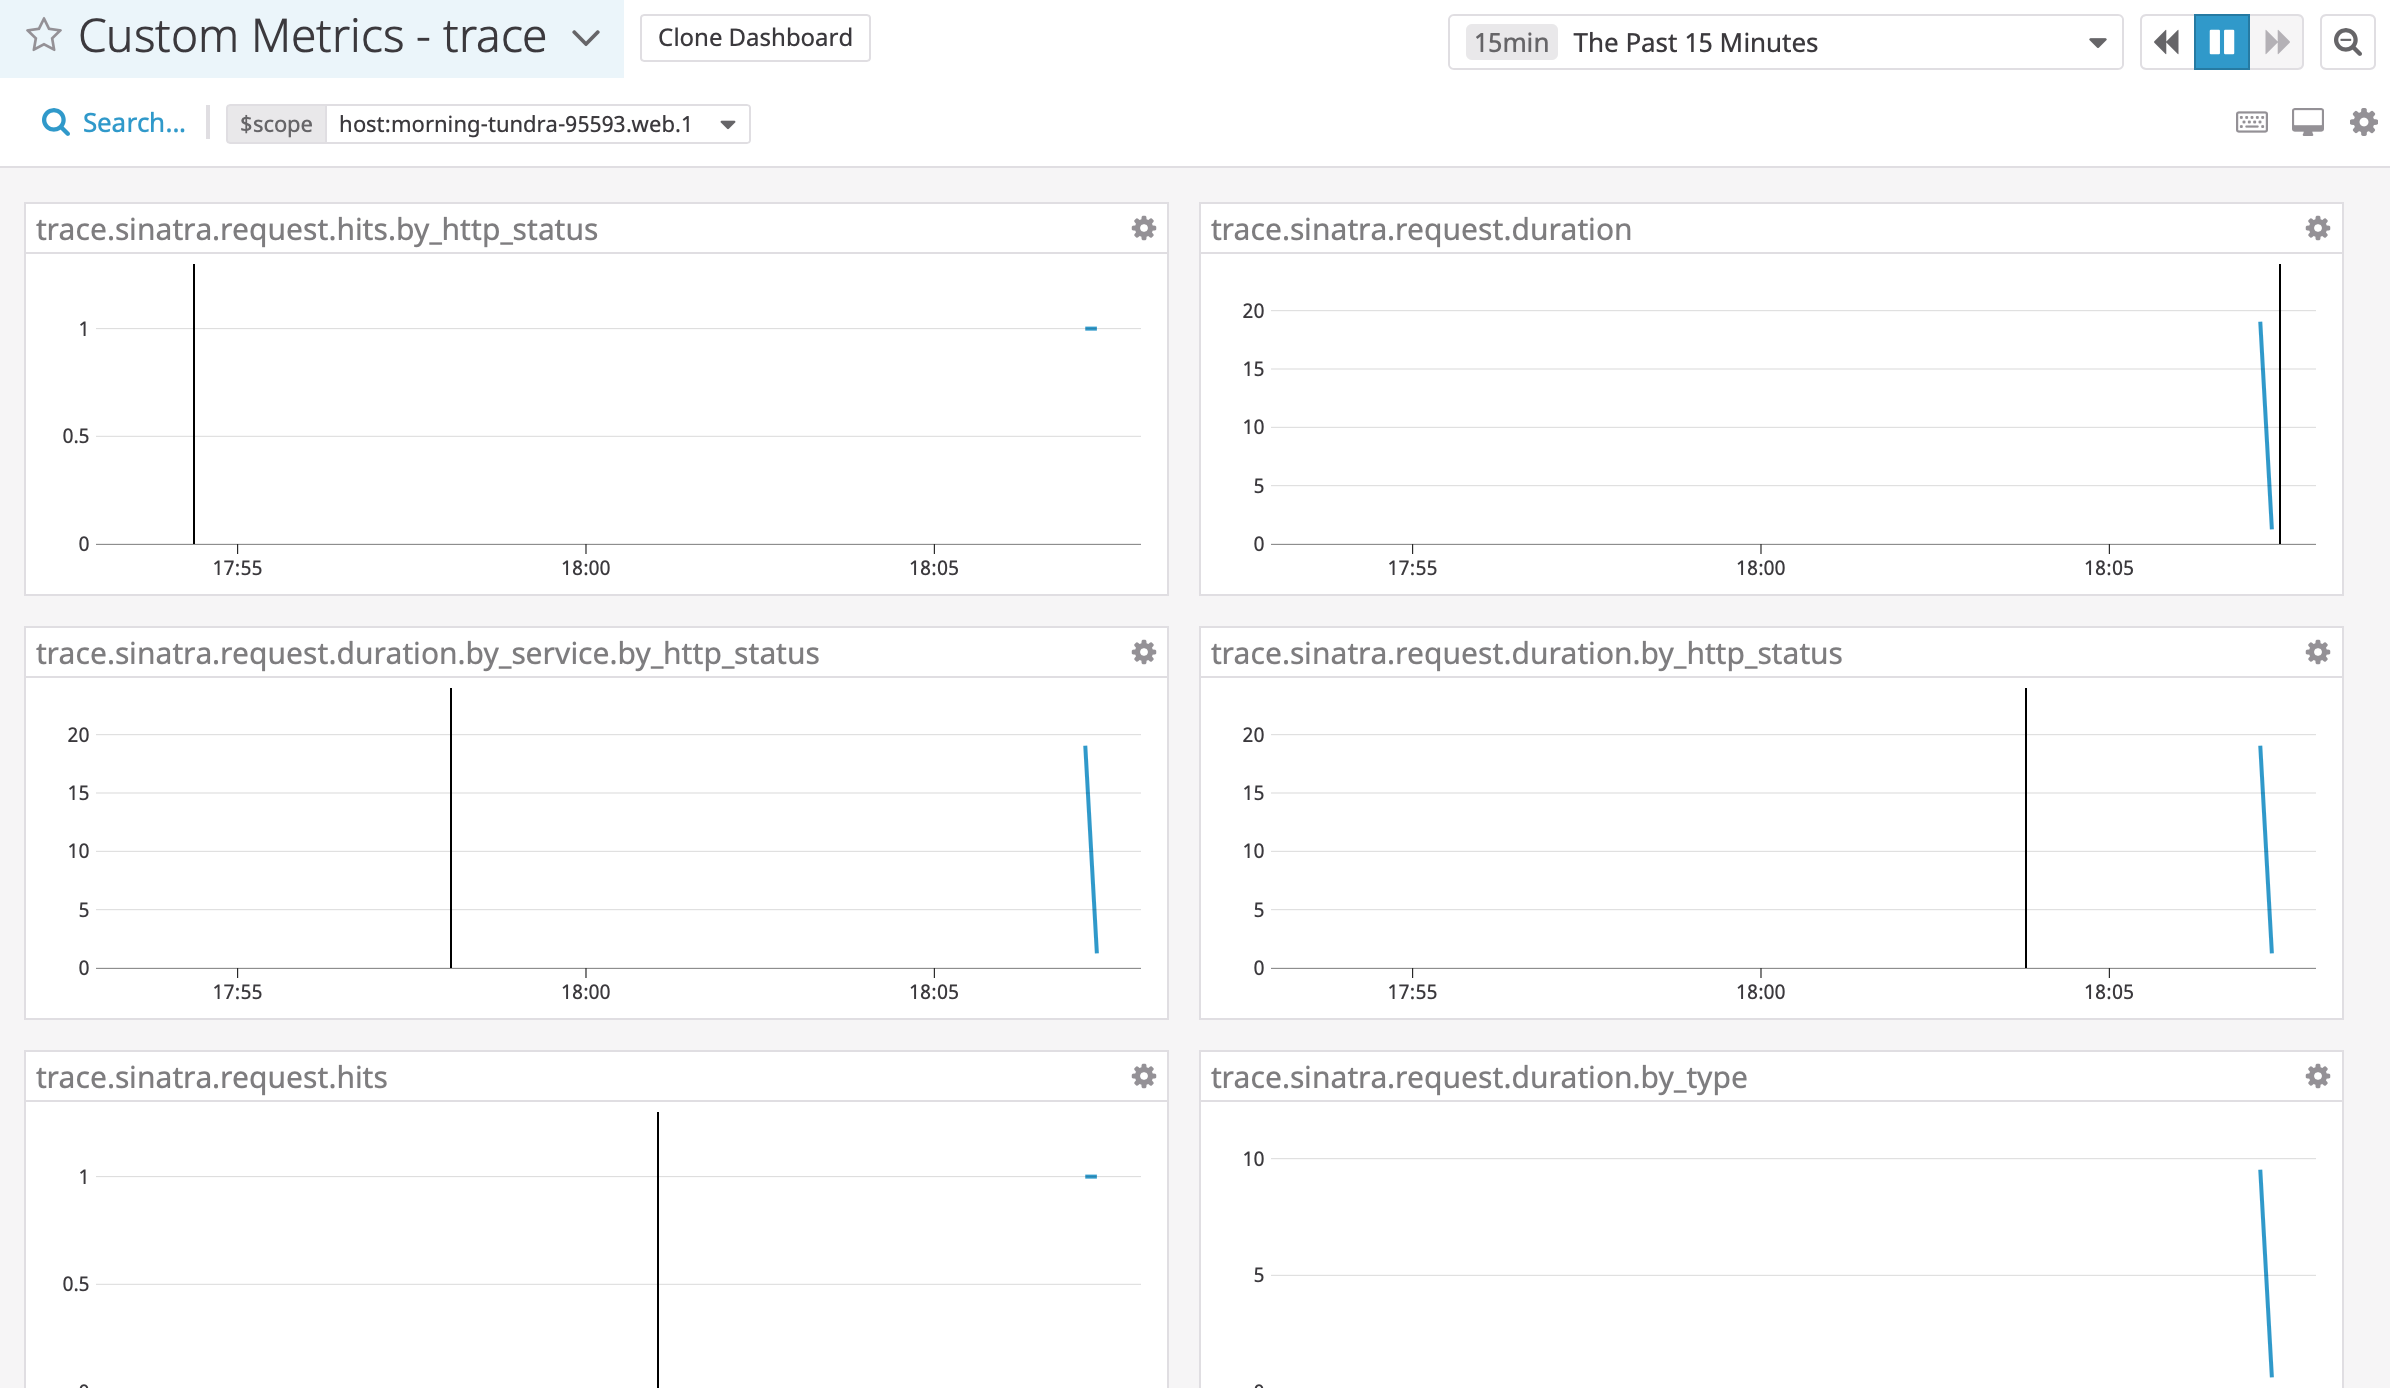 Custom Metrics - trace
Clone Dashboard
15min The Past 15 Minutes
Search...
$scope host:morning-tundra-95593.web.1
trace.sinatra.request.hits.by_http_status
1
0.5
0
17:55 18:00 18:05
trace.sinatra.request.duration
20
15
10
5
0
17:55 18:00 18:05
trace.sinatra.request.duration.by_service.by_http_status
20
15
10
5
0
17:55 18:00 18:05
trace.sinatra.request.duration.by_http_status
20
15
10
5
0
17:55 18:00 18:05
trace.sinatra.request.hits
1
0.5
trace.sinatra.request.duration.by_type
10
5